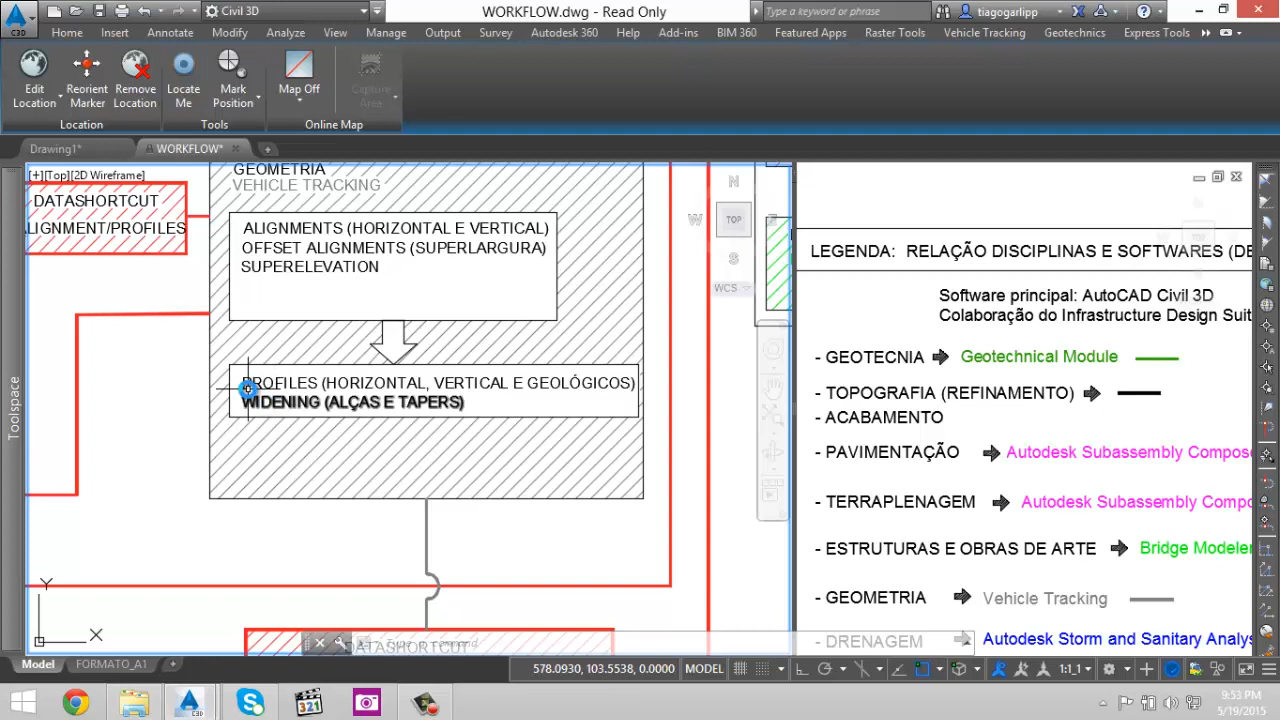 Civil 3D
WORKFLOW.dwg - Read Only
Type a keyword or phrase
tiagogarlipp
C3D
Home Insert Annotate Modify Analyze View Manage Output Survey Autodesk 360 Help Add-ins BIM 360 Featured Apps Raster Tools Vehicle Tracking Geotechnics Express Tools
Edit Location
Reorient Marker
Remove Location
Locate Me
Mark Position
Map Off
Capture Area
Location
Tools
Online Map
Drawing1*
WORKFLOW*
[+][Top][2D Wireframe]
Toolspace
DATASHORTCUT
LIGNMENT/PROFILES
GEOMETRIA
VEHICLE TRACKING
ALIGNMENTS (HORIZONTAL E VERTICAL)
OFFSET ALIGNMENTS (SUPERLARGURA)
SUPERELEVATION
PROFILES (HORIZONTAL, VERTICAL E GEOLÓGICOS)
WIDENING (ALÇAS E TAPERS)
N
W
TOP
E
S
WCS
LEGENDA: RELAÇÃO DISCIPLINAS E SOFTWARES (DE
Software principal: AutoCAD Civil 3D
Colaboração do Infrastructure Design Suit
- GEOTECNIA Geotechnical Module
- TOPOGRAFIA (REFINAMENTO)
- ACABAMENTO
- PAVIMENTAÇÃO Autodesk Subassembly Compose
- TERRAPLENAGEM Autodesk Subassembly Compo
- ESTRUTURAS E OBRAS DE ARTE Bridge Modeler
- GEOMETRIA Vehicle Tracking
- DRENAGEM Autodesk Storm and Sanitary Analys
Y
X
DATASHORTCUT
Type a command
Model
FORMATO_A1
578.0930, 103.5538, 0.0000
MODEL
1:1_1
9:53 PM
5/19/2015